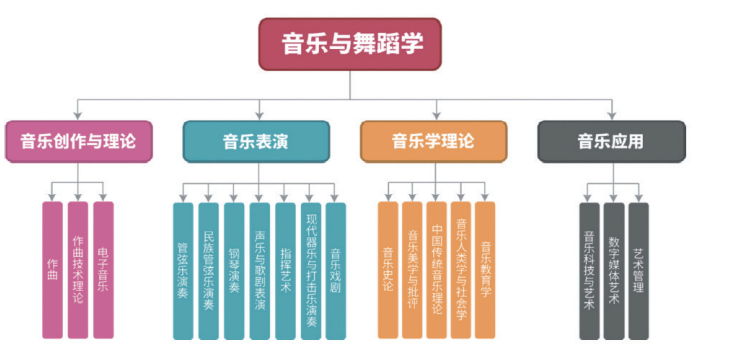 音乐与舞蹈学
音乐创作与理论
音乐表演
音乐学理论
音乐应用
作曲
作曲技术理论
电子音乐
管弦乐演奏
民族管弦乐演奏
钢琴演奏
声乐与歌剧表演
指挥艺术
现代器乐与打击乐演奏
音乐戏剧
音乐史论
音乐美学与批评
中国传统音乐理论
音乐人类学与社会学
音乐教育学
音乐科技与艺术
数字媒体艺术
艺术管理